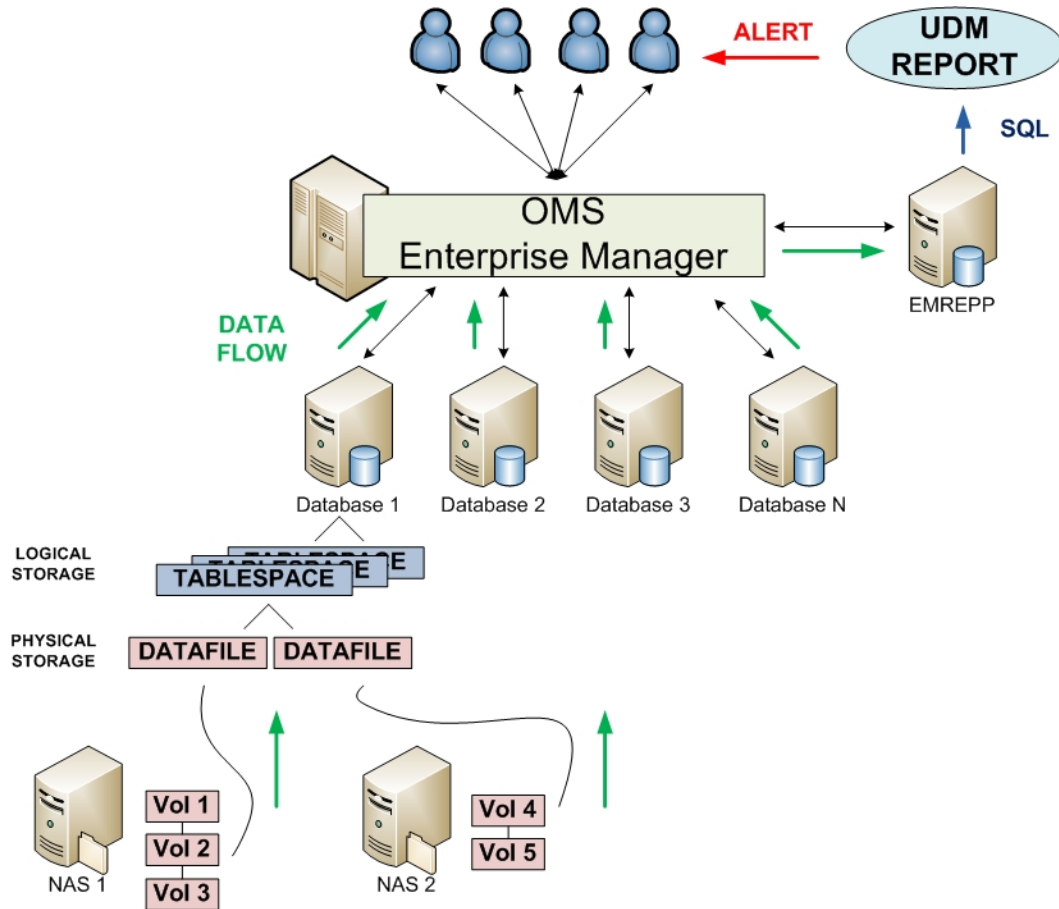 UDM
REPORT
ALERT
SQL
OMS
Enterprise Manager
EMREPP
DATA
FLOW
Database 1
Database 2
Database 3
Database N
LOGICAL
STORAGE
TABLESPACE
TABLESPACE
TABLESPACE
PHYSICAL
STORAGE
DATAFILE
DATAFILE
Vol 1
Vol 2
Vol 3
NAS 1
Vol 4
Vol 5
NAS 2